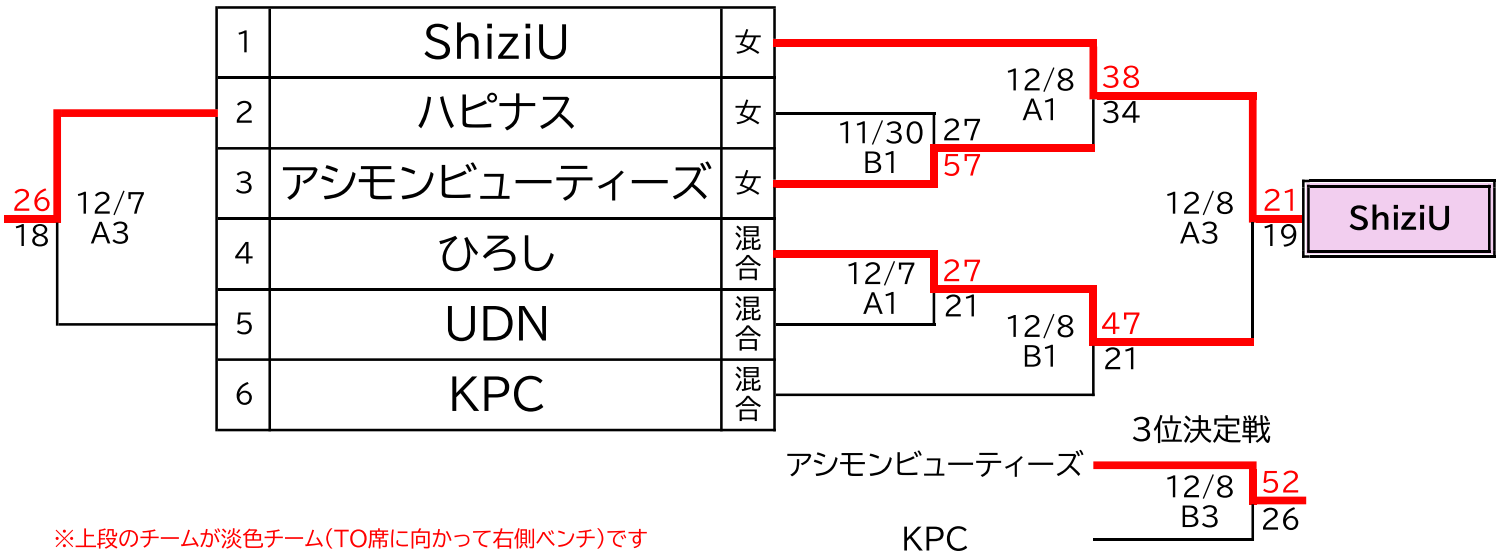 1 ShiziU 女
2 ハピナス 女
3 アシモンビューティーズ 女
4 ひろし 混合
5 UDN 混合
6 KPC 混合
26
18
12/7
A3
11/30
B1
27
57
12/7
A1
27
21
12/8
A1
38
34
12/8
B1
47
21
12/8
A3
21
19
ShiziU
3位決定戦
アシモンビューティーズ
KPC
12/8
B3
52
26
※上段のチームが淡色チーム(TO席に向かって右側ベンチ)です